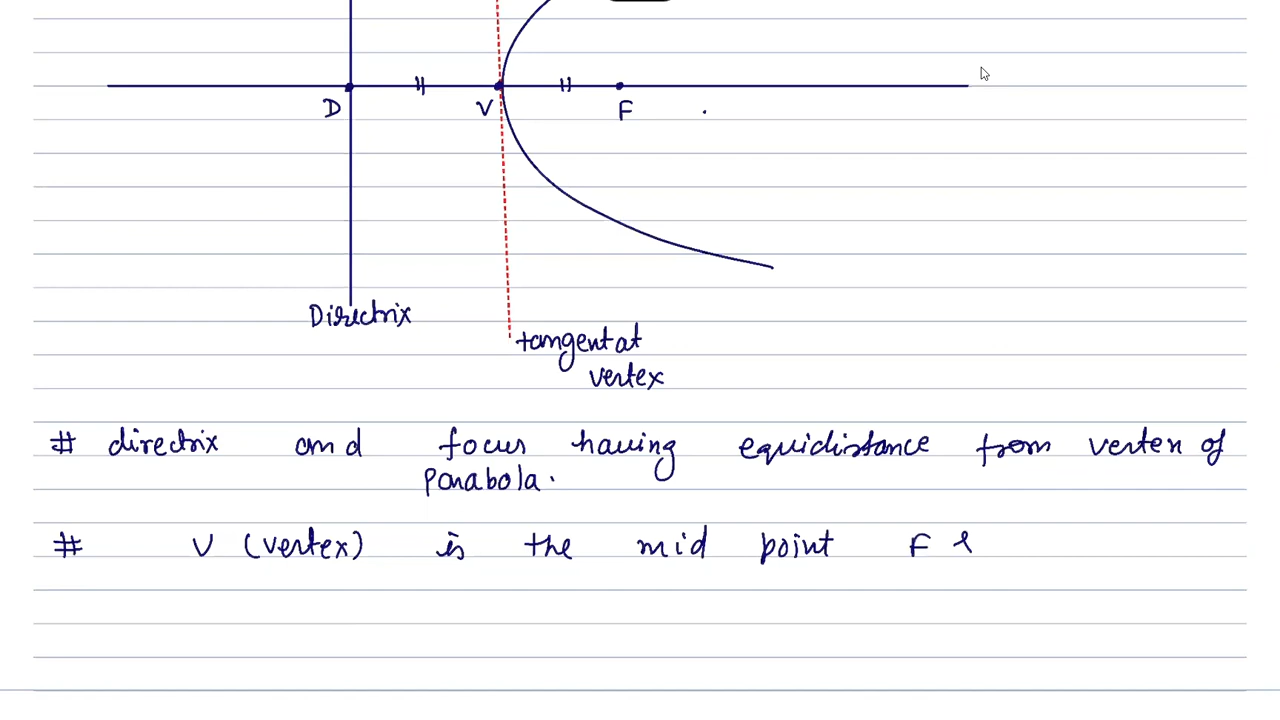 D V F
Directrix
tangent at
vertex
# directrix and focus having equidistance from vertex of
parabola.
# V (vertex) is the mid point F &